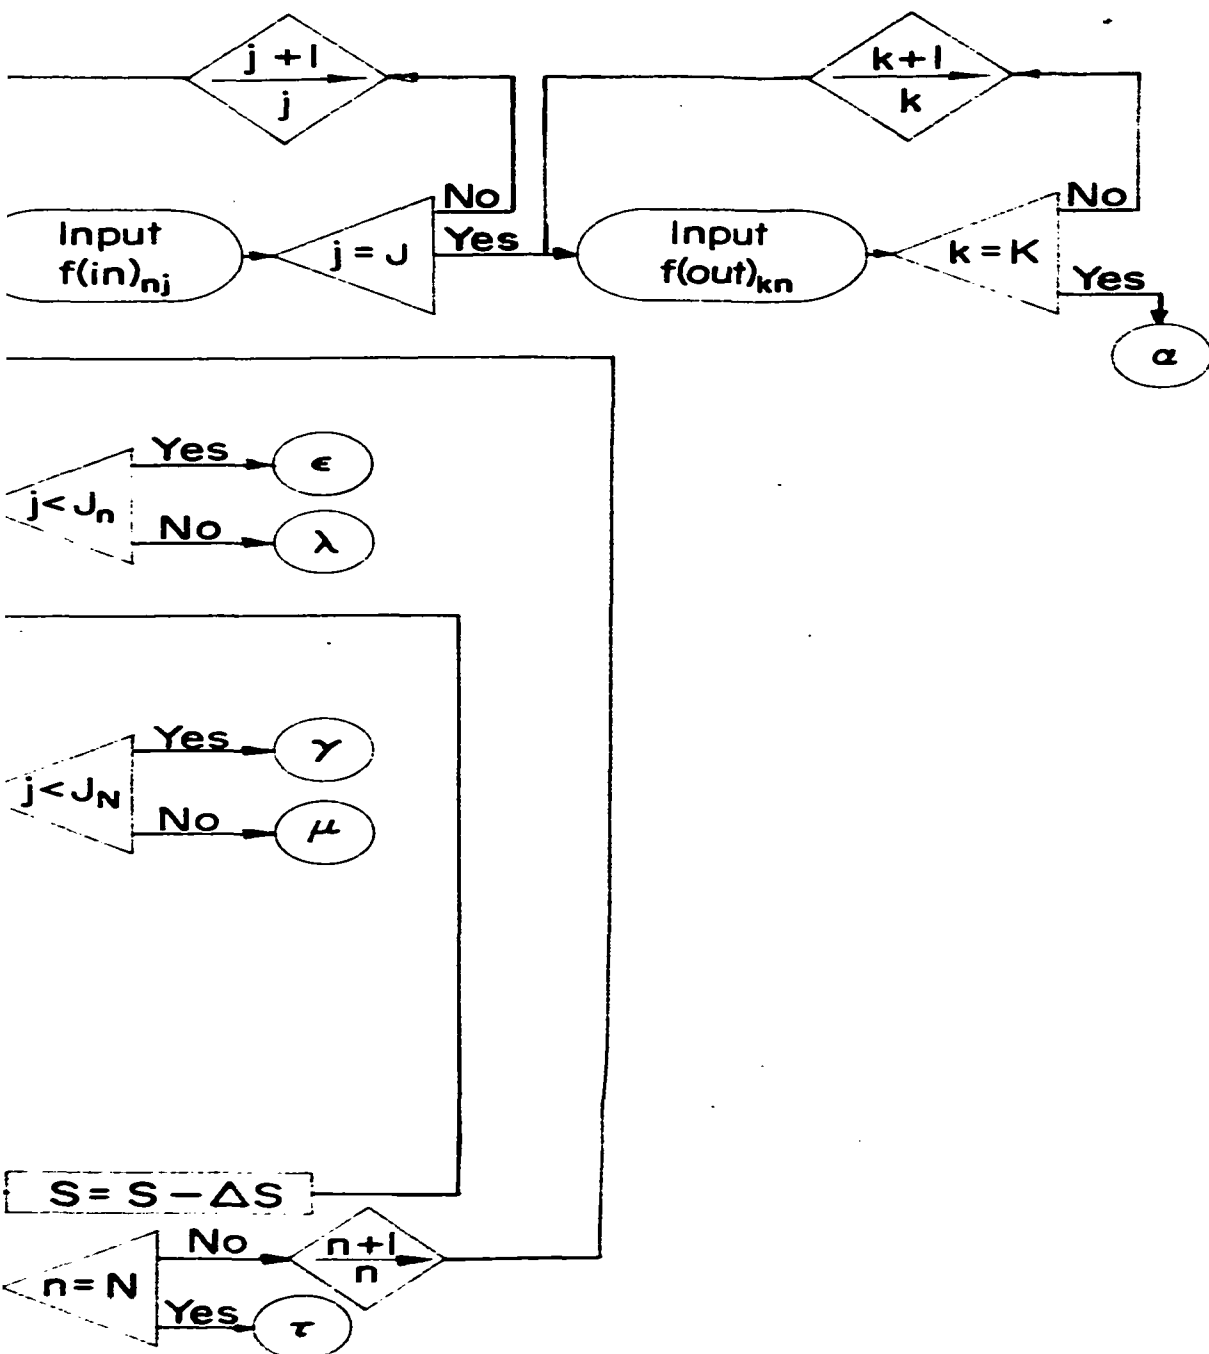 j + 1
j
k + 1
k
No
No
Input
f(in)nj
j = J
Yes
Input
f(out)kn
k = K
Yes
α
j < Jn
Yes
ϵ
No
λ
j < JN
Yes
γ
No
μ
S = S - ΔS
n = N
No
n + 1
n
Yes
τ